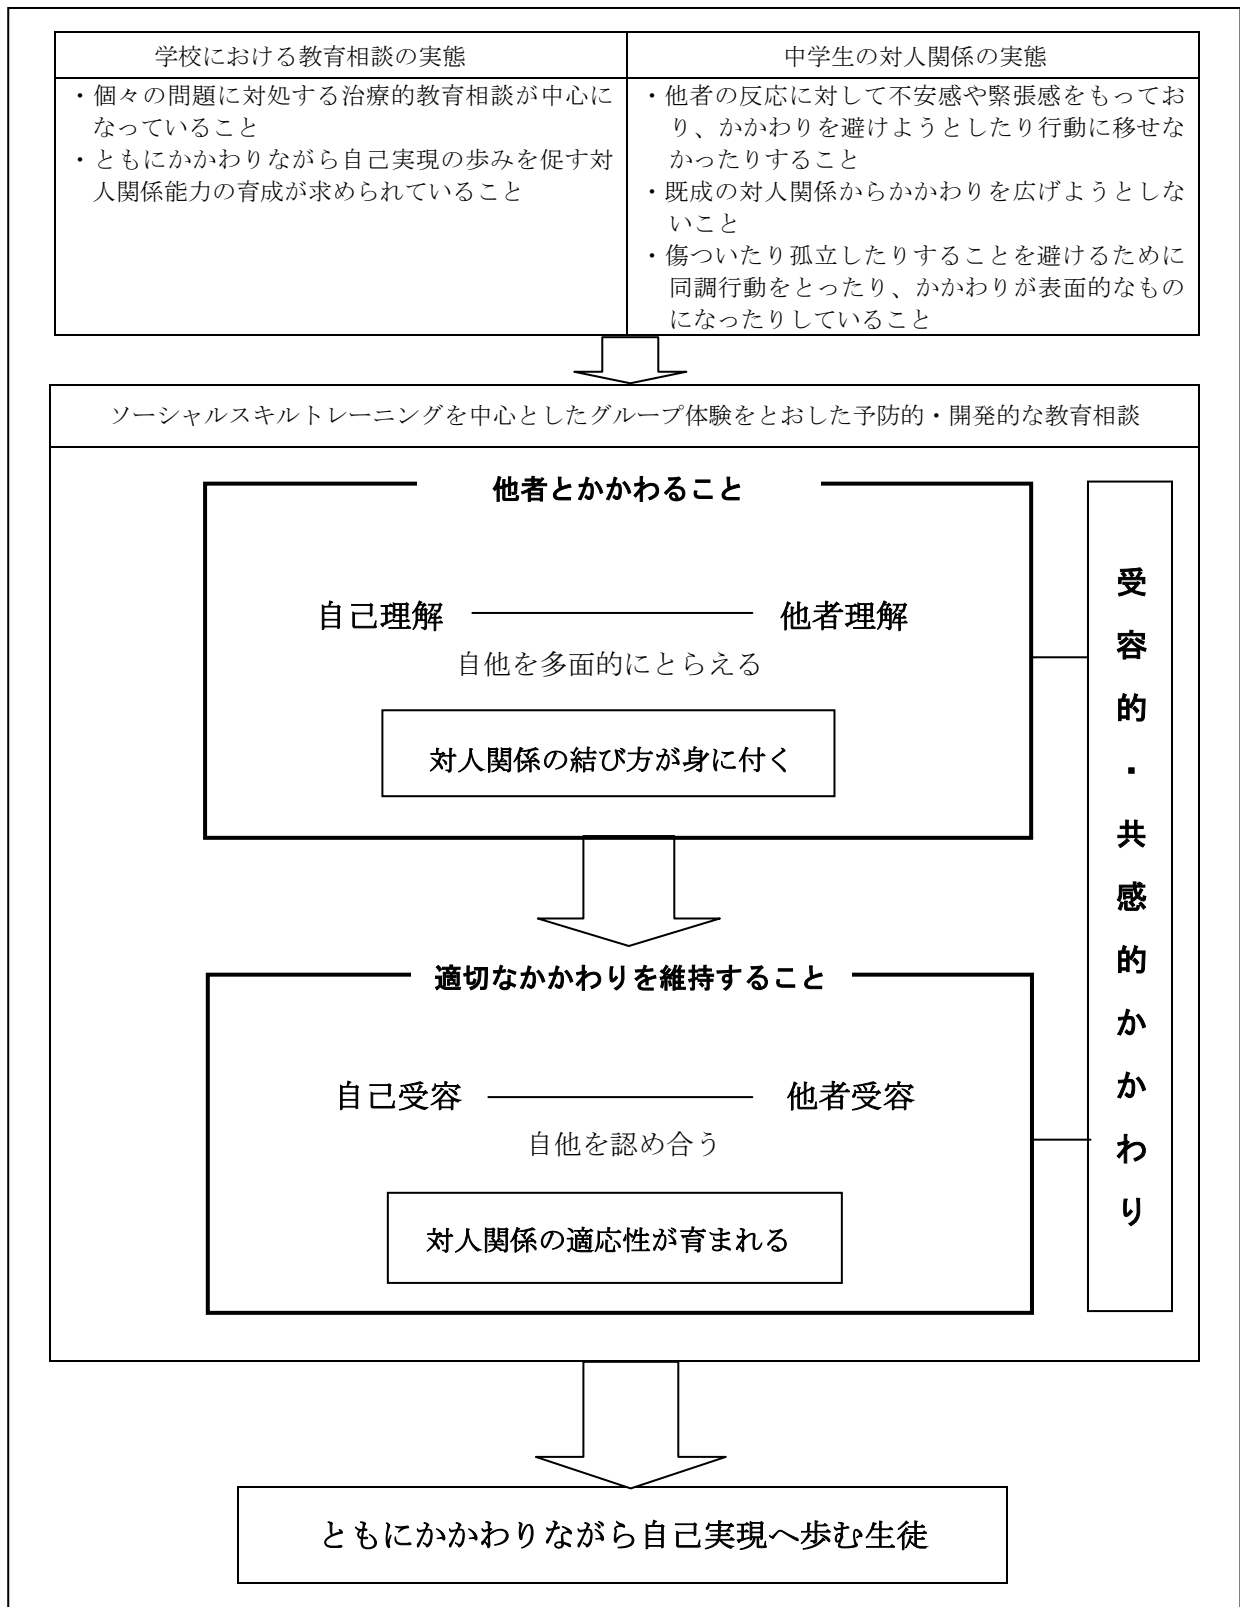 学校における教育相談の実態
・個々の問題に対処する治療的教育相談が中心に
なっていること
・ともにかかわりながら自己実現の歩みを促す対
人関係能力の育成が求められていること
中学生の対人関係の実態
・他者の反応に対して不安感や緊張感をもってお
り、かかわりを避けようとしたり行動に移せな
かったりすること
・既成の対人関係からかかわりを広げようとしな
いこと
・傷ついたり孤立したりすることを避けるために
同調行動をとったり、かかわりが表面的なもの
になったりしていること
ソーシャルスキルトレーニングを中心としたグループ体験をとおした予防的・開発的な教育相談
他者とかかわること
自己理解 他者理解
自他を多面的にとらえる
対人関係の結び方が身に付く
適切なかかわりを維持すること
自己受容 他者受容
自他を認め合う
対人関係の適応性が育まれる
受容的・共感的かかわり
ともにかかわりながら自己実現へ歩む生徒